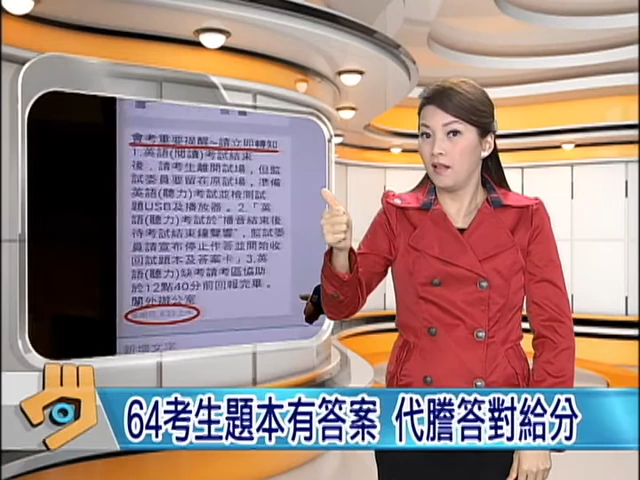 會考重要提醒~請立即轉知
1.英語(閱讀)考試結束
後，請考生離開試場，但監
試委員要留在原試場，準備
英語(聽力)考試並檢測試
題USB及播放器。2.「英
語(聽力)考試於"播音結束後
待考試結束鐘聲響"，監試委
員請宣布停止作答並開始收
回試題本及答案卡」3.英
語(聽力)缺考請考區協助
於12點40分前回報完畢。
闈外辦公室
新增文字
64考生題本有答案 代謄答對給分